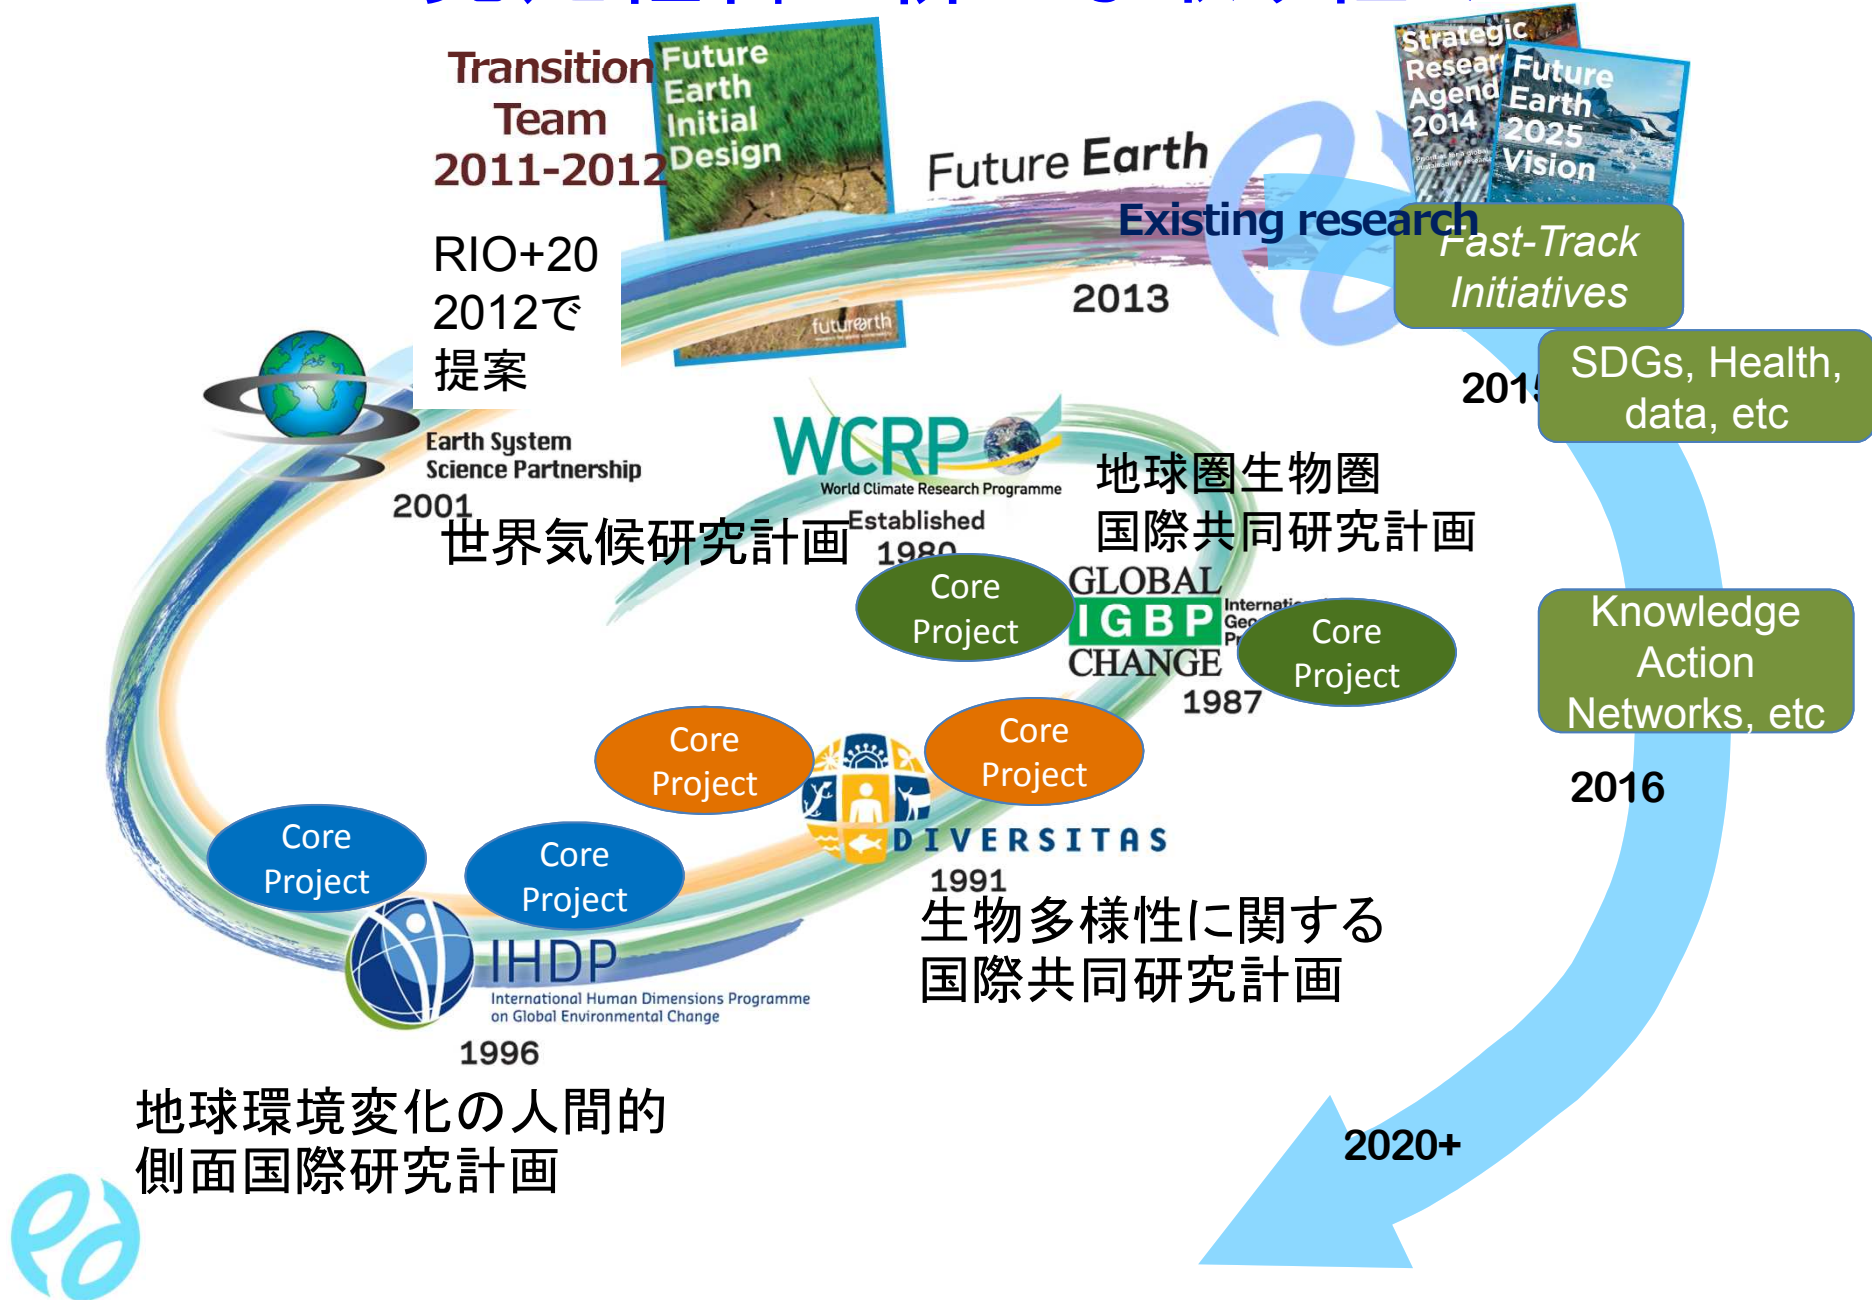 Transition
Team
2011-2012
Future
Earth
Initial
Design
futurearth
RIO+20
2012で
提案
Future Earth
Existing research
2013
Strategic
Agend
2014
Future
Earth
2025
Vision
Fast-Track
Initiatives
SDGs, Health,
data, etc
Earth System
Science Partnership
2001
世界気候研究計画
WCRP
World Climate Research Programme
Established
1980
地球圏生物圏
国際共同研究計画
Core
Project
GLOBAL
IGBP
CHANGE
1987
Core
Project
Knowledge
Action
Networks, etc
2016
Core
Project
Core
Project
DIVERSITAS
1991
生物多様性に関する
国際共同研究計画
Core
Project
Core
Project
IHDP
International Human Dimensions Programme
on Global Environmental Change
1996
地球環境変化の人間的
側面国際研究計画
2020+